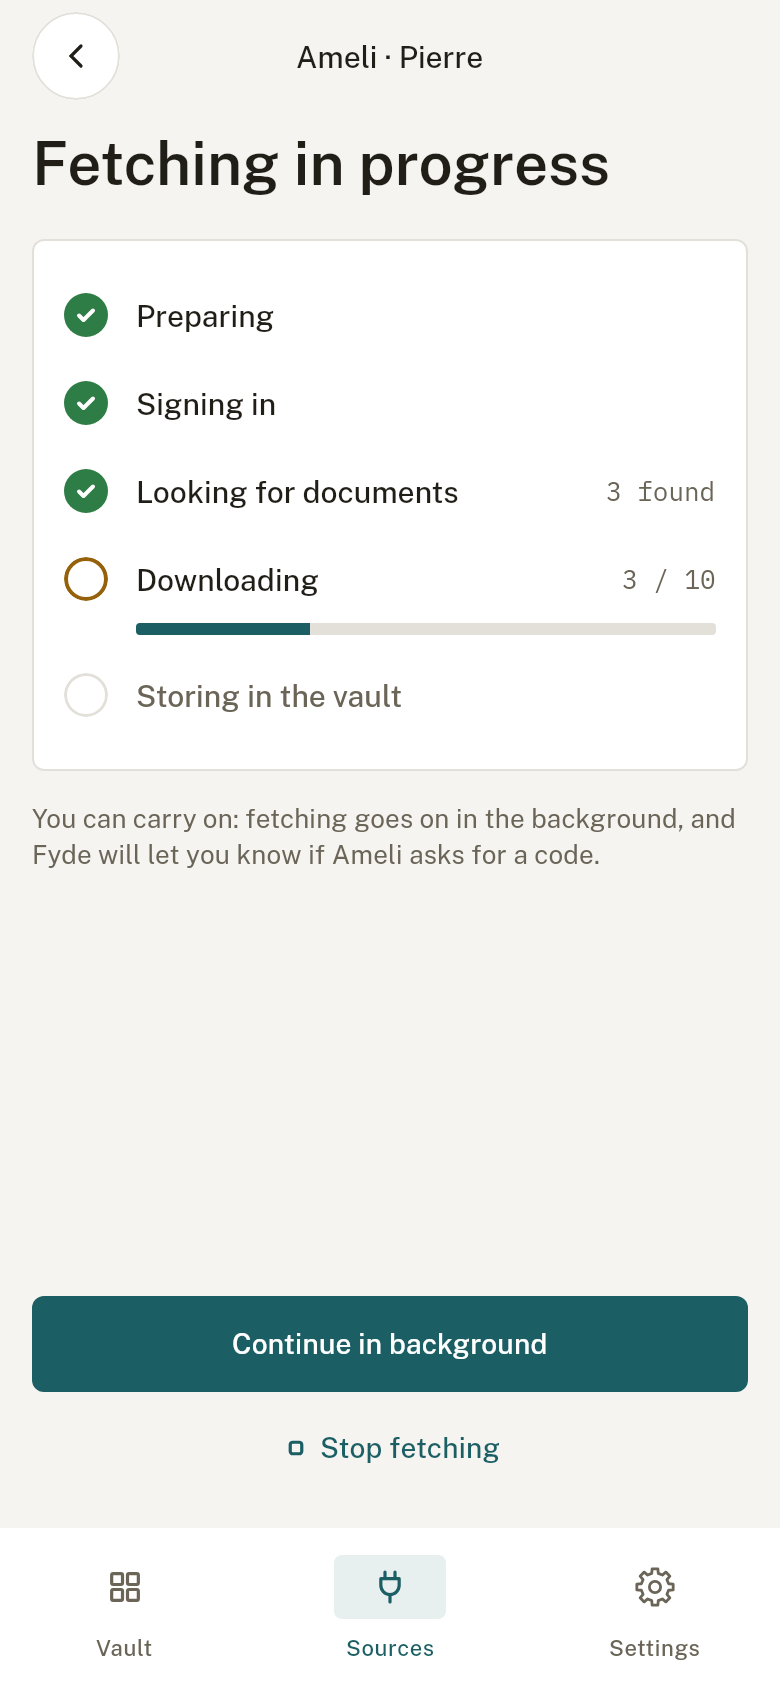 Ameli · Pierre
Fetching in progress
Preparing
Signing in
Looking for documents 3 found
Downloading 3 / 10
Storing in the vault
You can carry on: fetching goes on in the background, and
Fyde will let you know if Ameli asks for a code.
Continue in background
Stop fetching
Vault Sources Settings